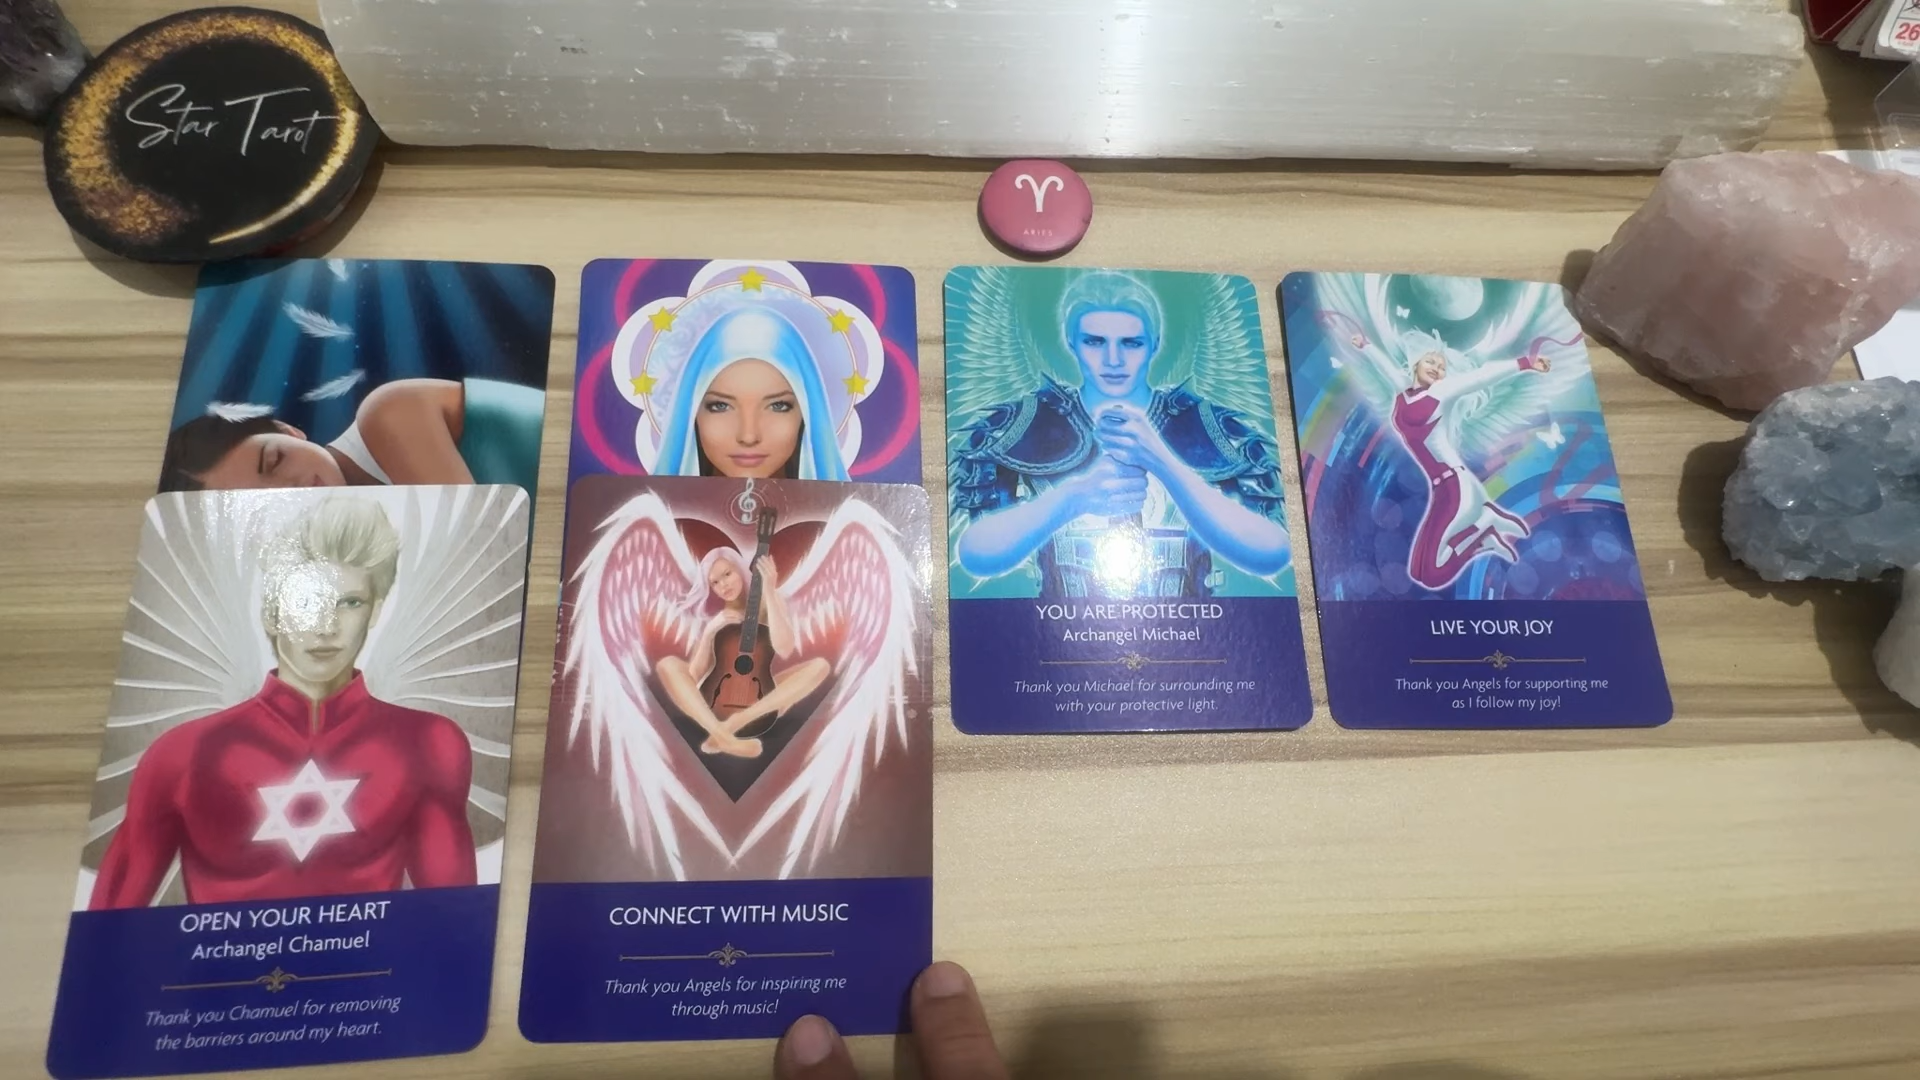 Star Tarot
26
ARIES
YOU ARE PROTECTED
Archangel Michael
Thank you Michael for surrounding me
with your protective light.
LIVE YOUR JOY
Thank you Angels for supporting me
as I follow my joy!
OPEN YOUR HEART
Archangel Chamuel
Thank you Chamuel for removing
the barriers around my heart.
CONNECT WITH MUSIC
Thank you Angels for inspiring me
through music!